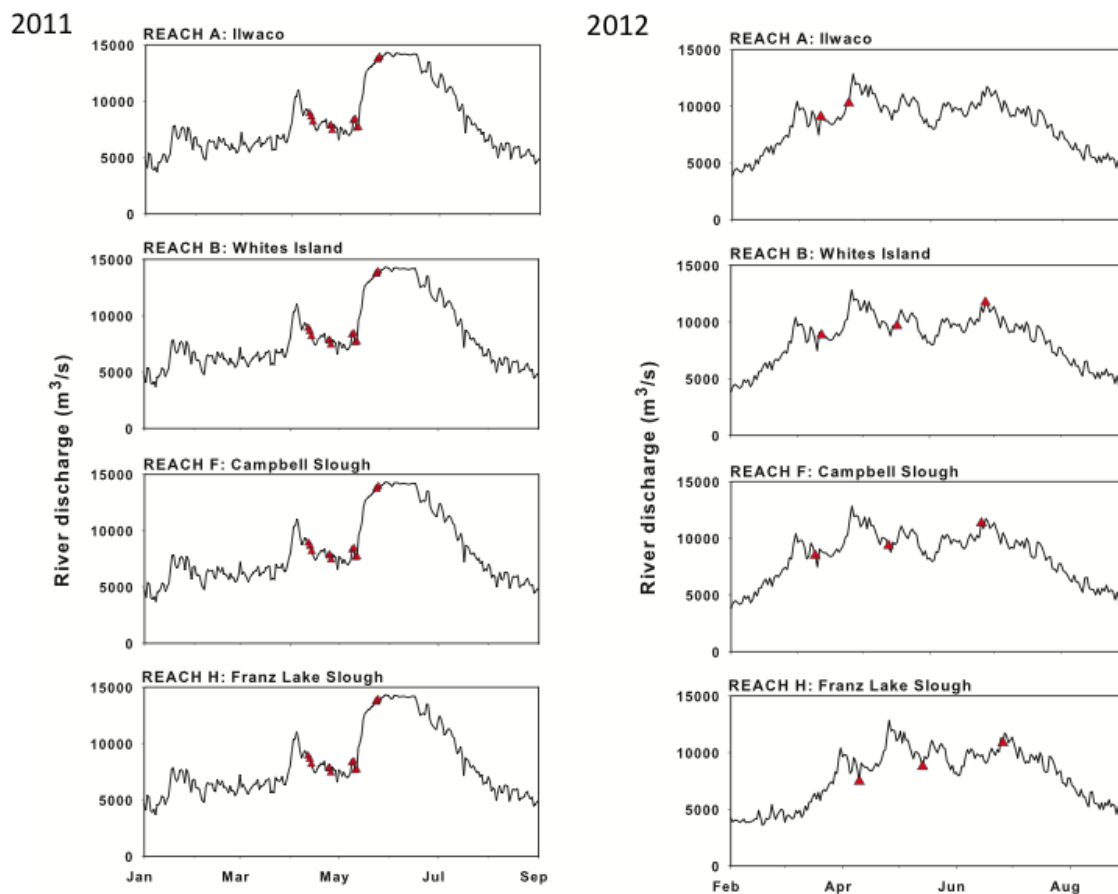 2011
REACH A: Ilwaco
15000
10000
5000
0
REACH B: Whites Island
15000
10000
5000
0
REACH F: Campbell Slough
15000
10000
5000
0
REACH H: Franz Lake Slough
15000
10000
5000
0
Jan Mar May Jul Sep
River discharge (m³/s)
2012
REACH A: Ilwaco
15000
10000
5000
0
REACH B: Whites Island
15000
10000
5000
0
REACH F: Campbell Slough
15000
10000
5000
0
REACH H: Franz Lake Slough
15000
10000
5000
0
Feb Apr Jun Aug
River discharge (m³/s)